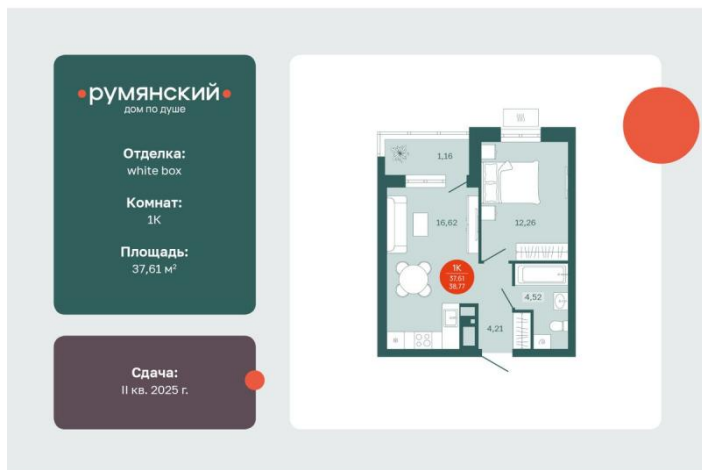 •румянский•
дом по душе
Отделка:
white box
Комнат:
1К
Площадь:
37,61 м²
Сдача:
II кв. 2025 г.
1,16
16,62
12,26
1К
37,61
38,77
4,52
4,21